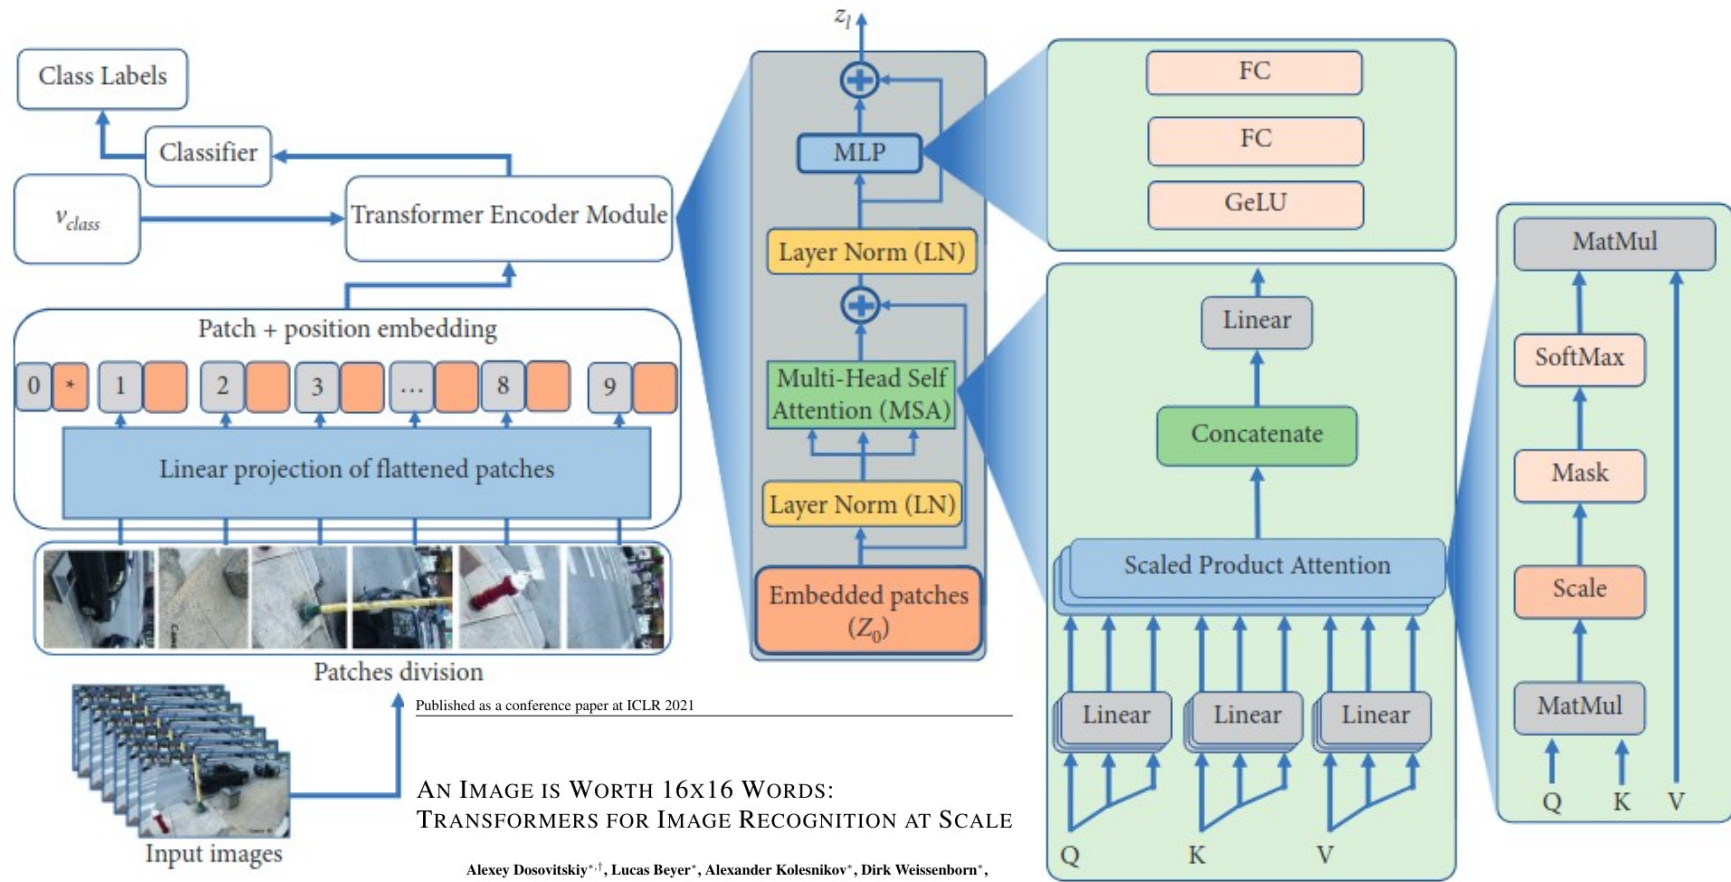 Class Labels
Classifier
v_class
Transformer Encoder Module
Patch + position embedding
0 * 1 2 3 ... 8 9
Linear projection of flattened patches
Patches division
Input images
z_l
MLP
Layer Norm (LN)
Multi-Head Self
Attention (MSA)
Layer Norm (LN)
Embedded patches
(Z_0)
FC
FC
GeLU
Linear
Concatenate
Scaled Product Attention
Linear Linear Linear
Q K V
MatMul
SoftMax
Mask
Scale
MatMul
Q K V
Published as a conference paper at ICLR 2021
AN IMAGE IS WORTH 16X16 WORDS:
TRANSFORMERS FOR IMAGE RECOGNITION AT SCALE
Alexey Dosovitskiy*,†, Lucas Beyer*, Alexander Kolesnikov*, Dirk Weissenborn*,